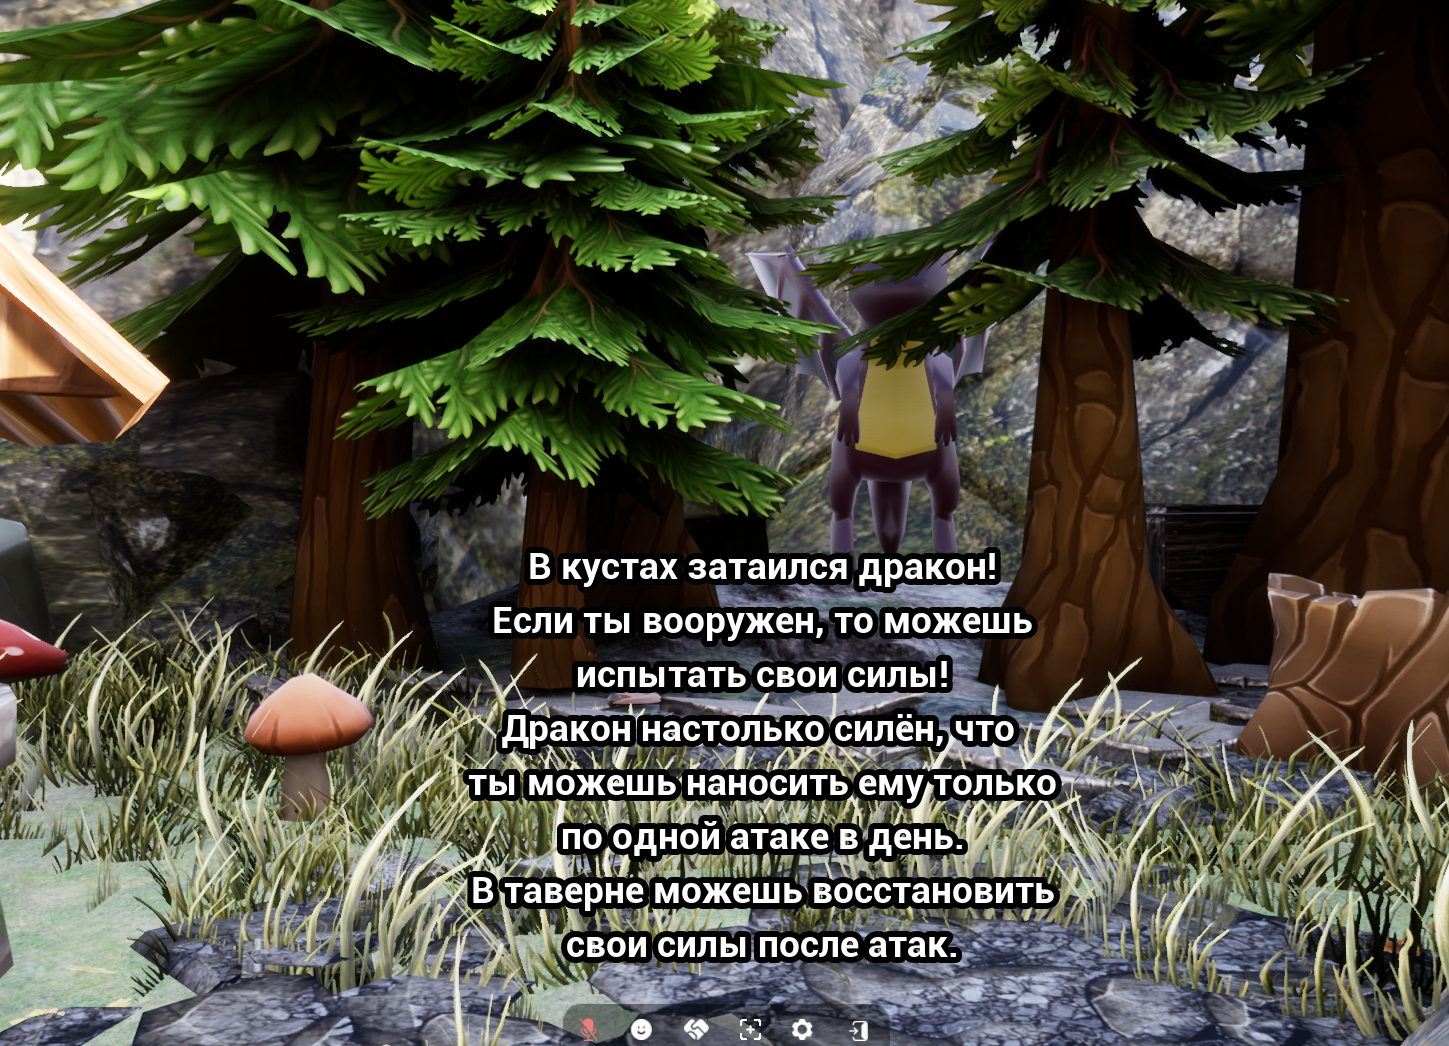 В кустах затаился дракон!
Если ты вооружен, то можешь
испытать свои силы!
Дракон настолько силён, что
ты можешь наносить ему только
по одной атаке в день.
В таверне можешь восстановить
свои силы после атак.